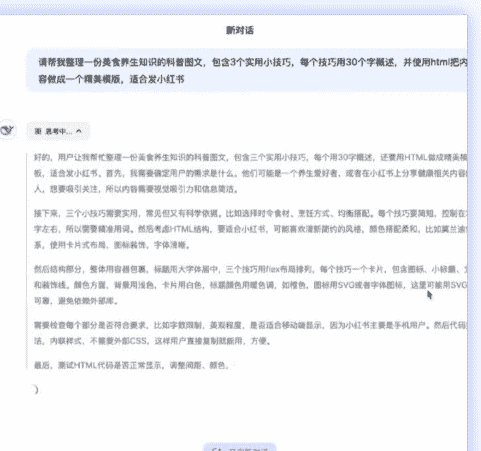 新对话
请帮我整理一份美食养生知识的科普图文，包含3个实用小技巧，每个技巧用30个字概述，并使用html把内
容做成一个精美模版，适合发小红书
思考中...
好的，用户让我帮忙整理一份美食养生知识的科普图文，包含三个实用小技巧，每个用30字概述，还要用HTML做成精美模
板，适合发小红书。首先，我需要确定用户的需求是什么。他们可能是一个养生爱好者，或者在小红书上分享健康相关内容的
人，想要吸引关注，所以内容需要视觉吸引力和信息简洁。
接下来，三个小技巧需要实用，常见但又有科学依据。比如选择时令食材、烹饪方式、均衡搭配。每个技巧要简短，控制在3
字左右，所以需要精准用词。然后考虑HTML结构，要适合小红书，可能喜欢清新简约的风格，颜色搭配柔和，比如莫兰迪色
系，使用卡片式布局，图标装饰，字体清晰。
然后结构部分，整体用容器包裹，标题用大字体居中，三个技巧用flex布局排列，每个技巧一个卡片，包含图标、小标题、文
和装饰线。颜色方面，背景用浅色，卡片用白色，标题颜色用暖色调，如橙色，图标用SVG或者字体图标，这里可能用SVG
可靠，避免依赖外部库。
需要检查每个部分是否符合要求，比如字数限制，美观程度，是否适合移动端显示，因为小红书主要是手机用户。然后代码要
洁，内联样式，不需要外部CSS，这样用户直接复制就能用，方便。
最后，测试HTML代码是否正常显示，调整间距、颜色，
开启新对话